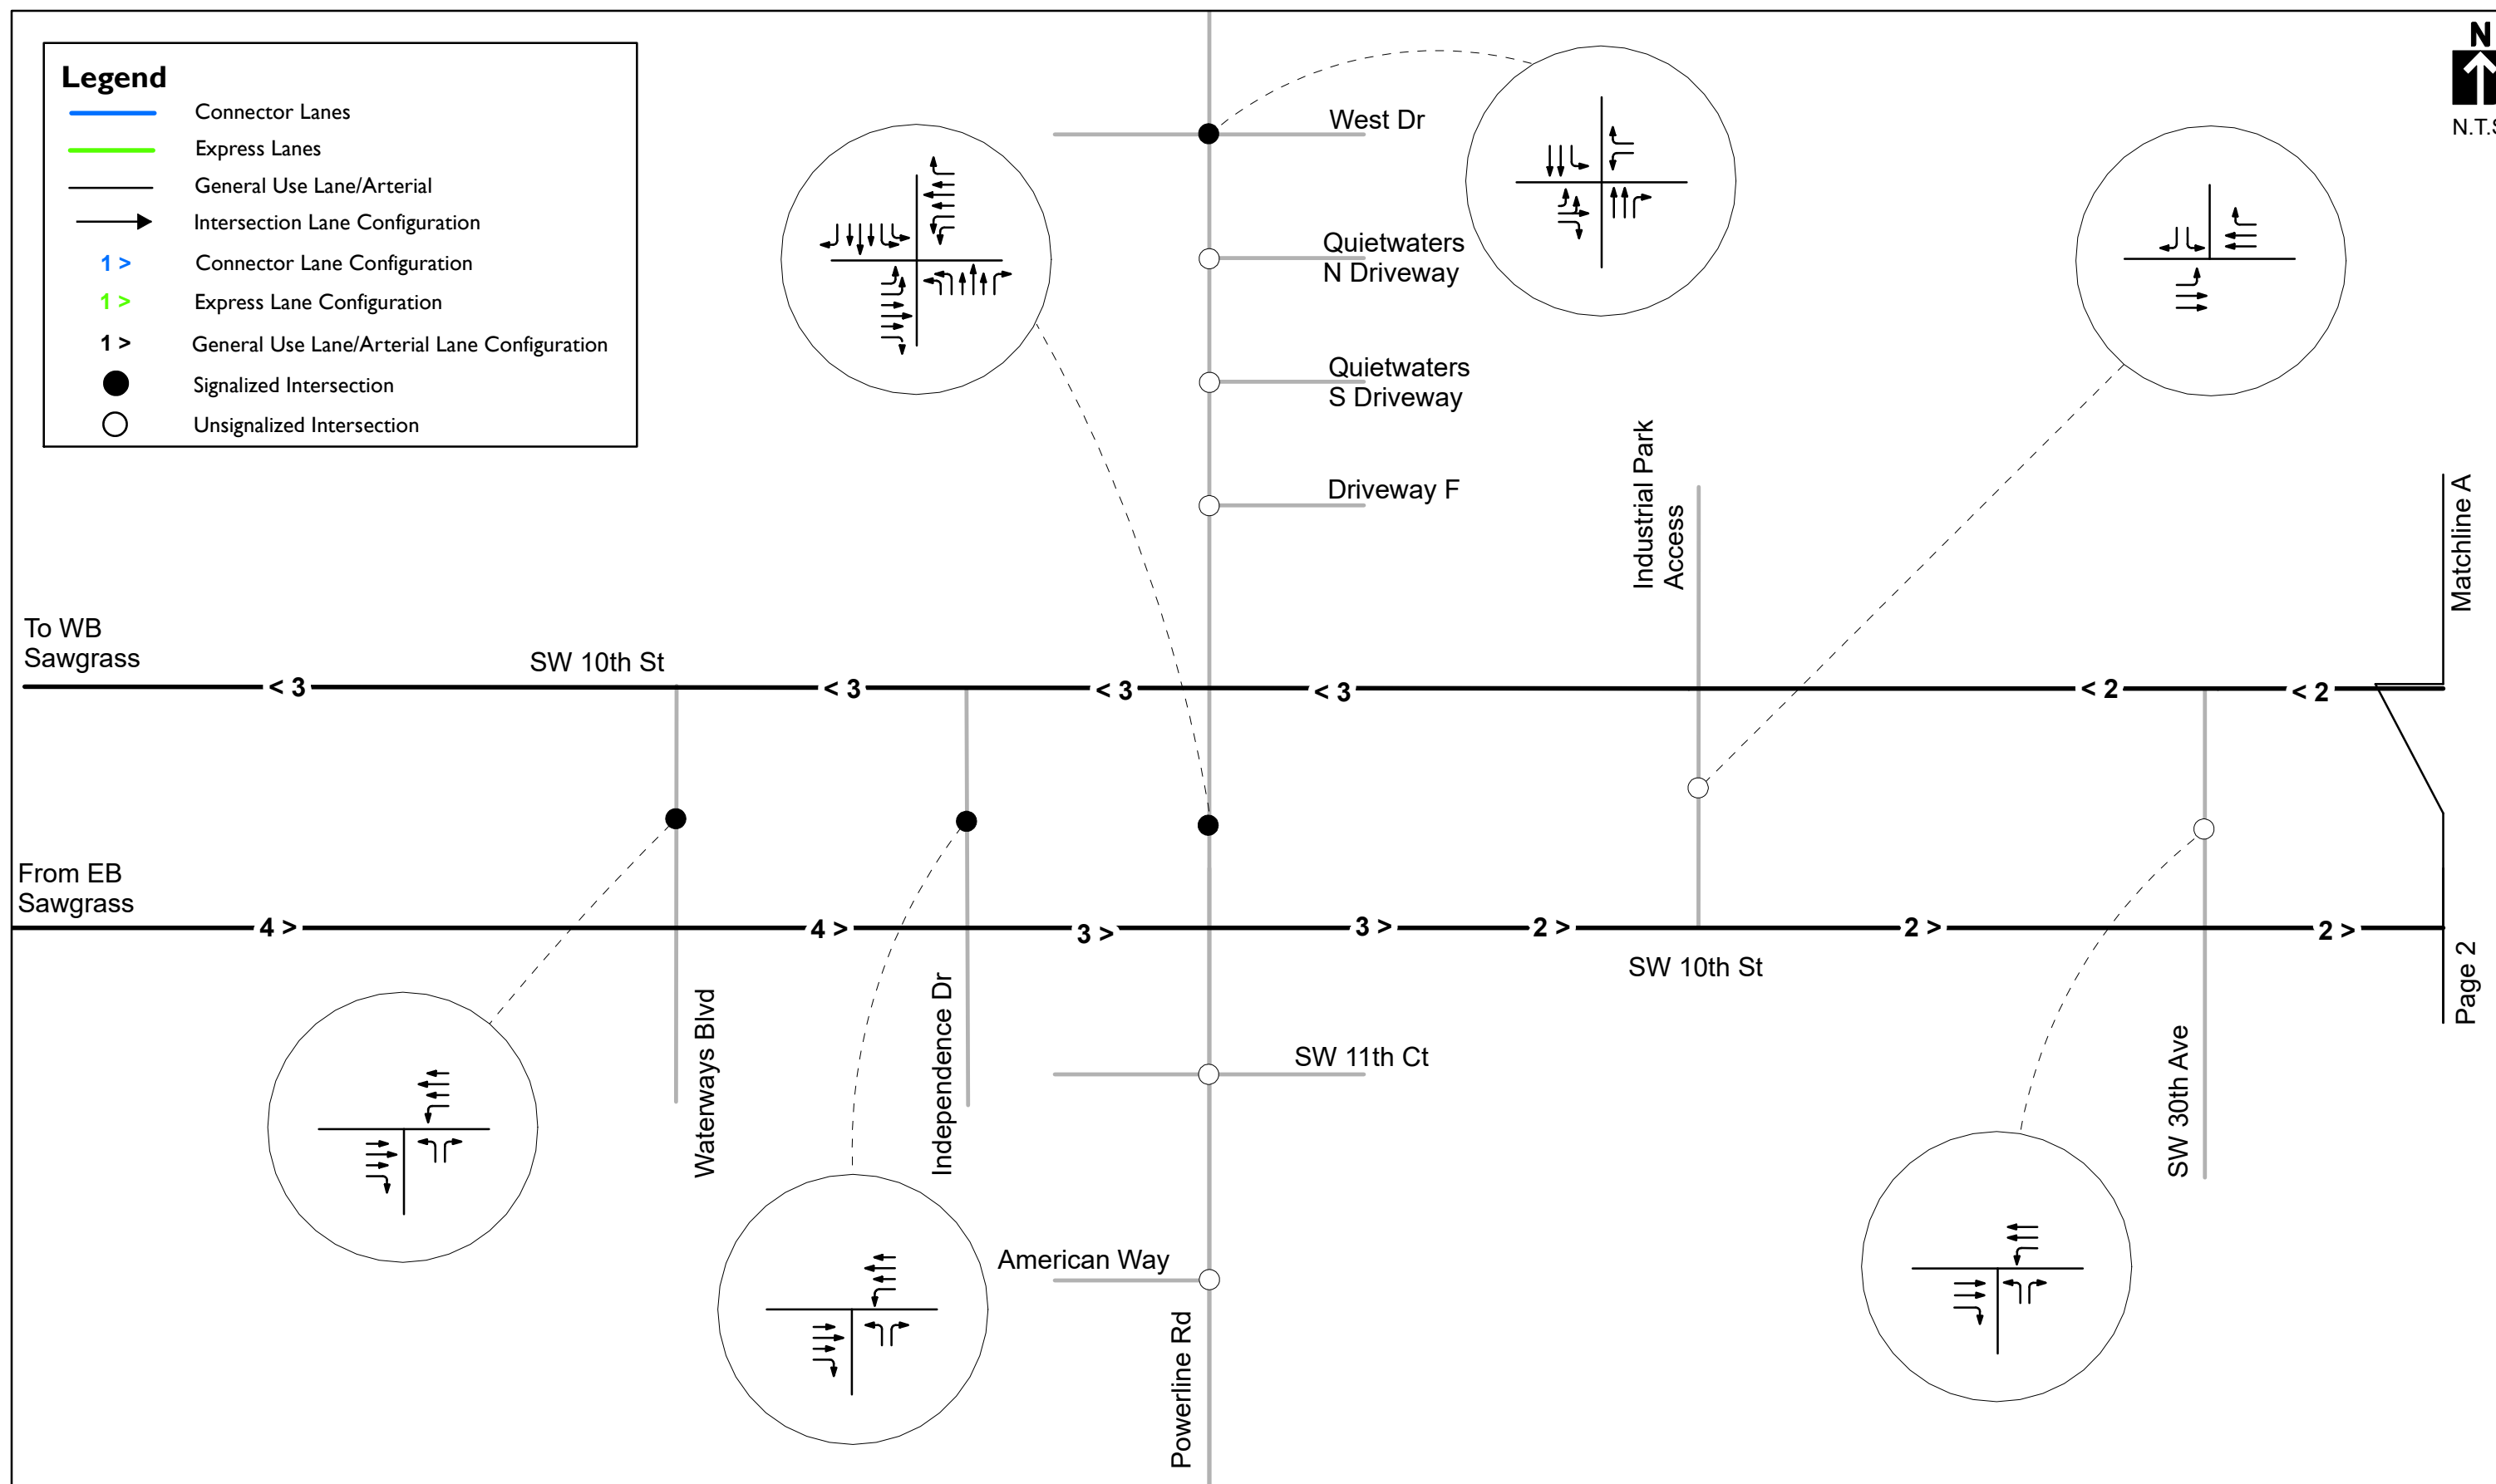 Legend
Connector Lanes
Express Lanes
General Use Lane/Arterial
Intersection Lane Configuration
1 > Connector Lane Configuration
1 > Express Lane Configuration
1 > General Use Lane/Arterial Lane Configuration
Signalized Intersection
Unsignalized Intersection
N
N.T.S
West Dr
Quietwaters
N Driveway
Quietwaters
S Driveway
Driveway F
Industrial Park
Access
Matchline A
To WB
Sawgrass
SW 10th St
< 3
< 3
< 3
< 3
< 2
< 2
From EB
Sawgrass
4 >
4 >
3 >
3 >
2 >
2 >
2 >
SW 10th St
Page 2
Waterways Blvd
Independence Dr
SW 11th Ct
SW 30th Ave
American Way
Powerline Rd